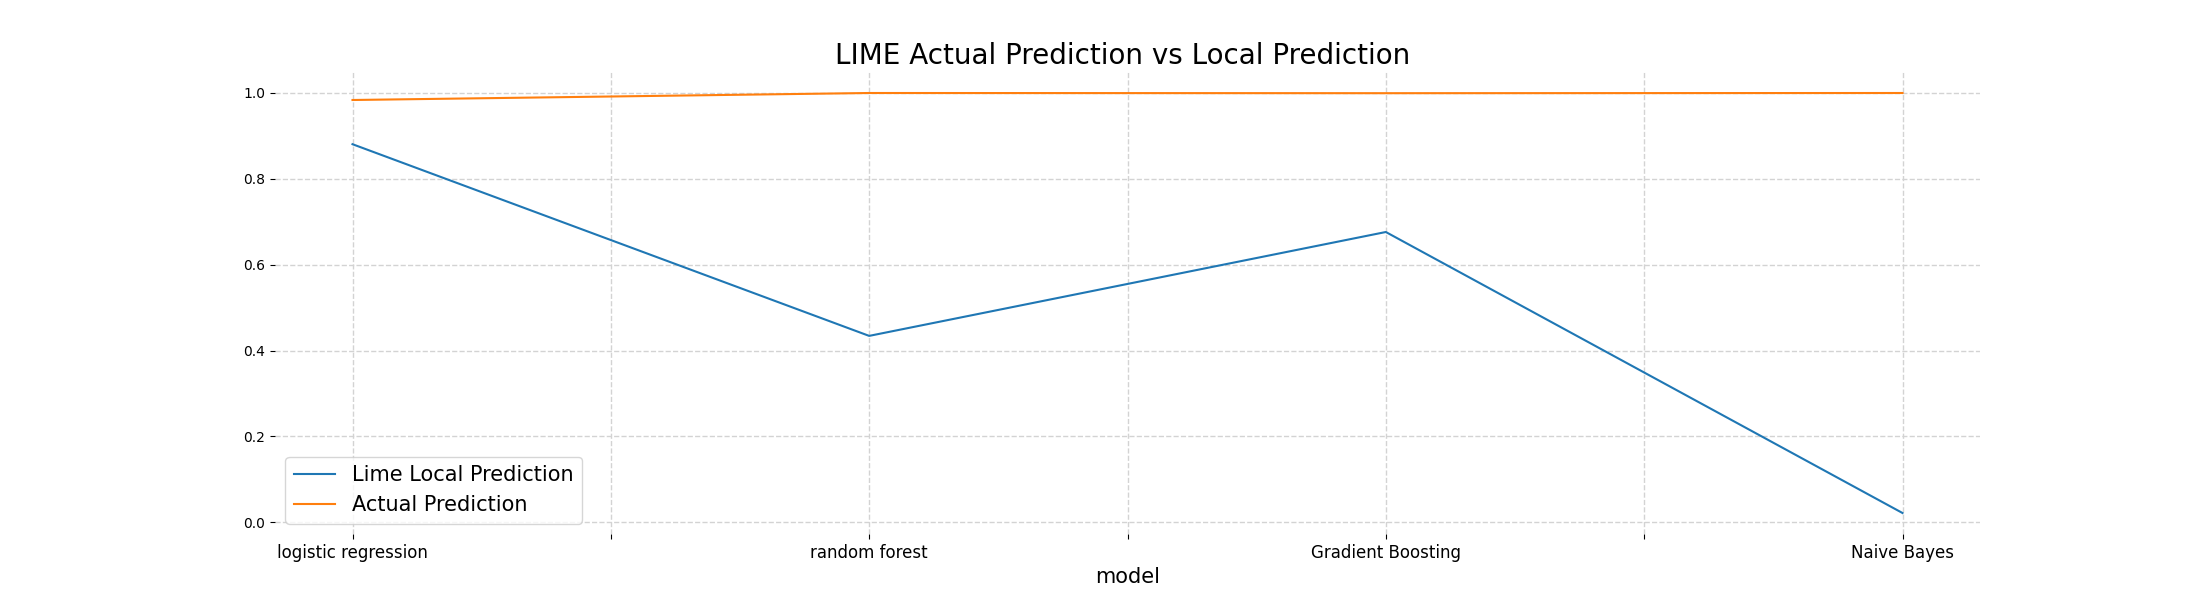 LIME Actual Prediction vs Local Prediction
1.0
0.8
0.6
0.4
0.2
0.0
Lime Local Prediction
Actual Prediction
logistic regression random forest Gradient Boosting Naive Bayes
model